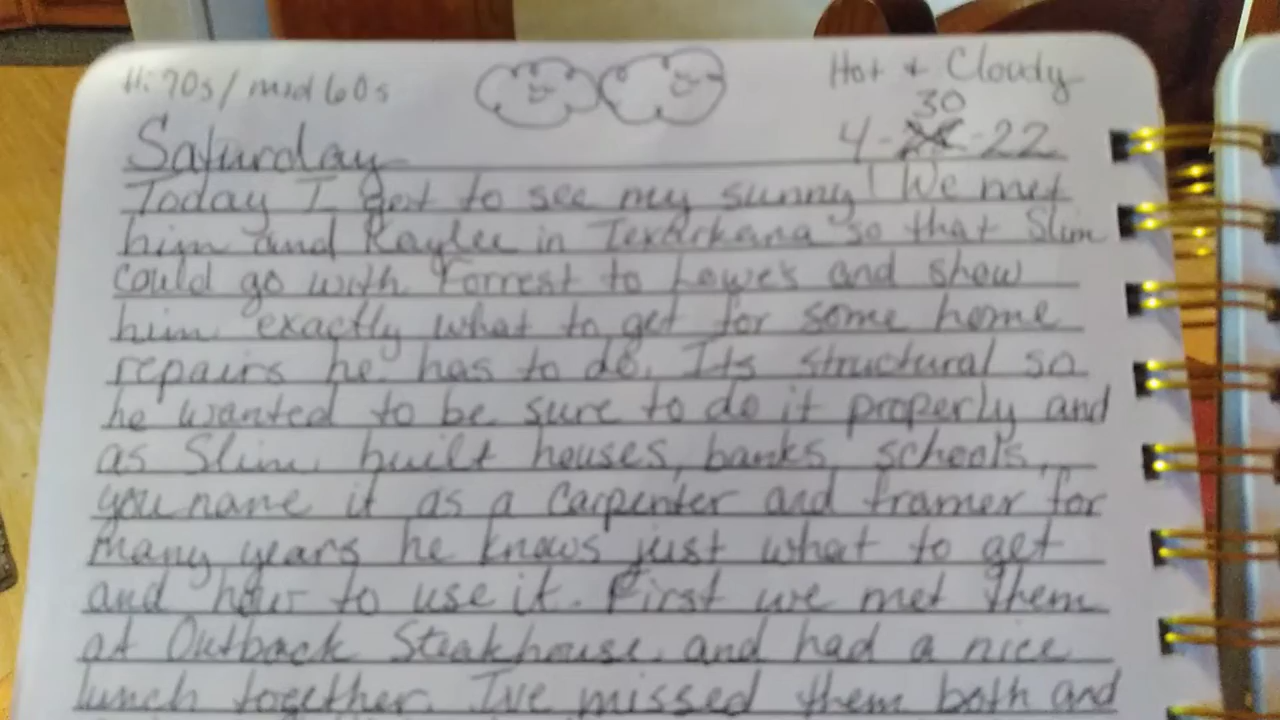 Hi: 70s / mid 60s
Hot + Cloudy
30
Saturday 4- -22
Today I got to see my sunny! We met
him and Kaylee in Texarkana so that Slim
could go with Forrest to Lowe's and show
him exactly what to get for some home
repairs he has to do. Its structural so
he wanted to be sure to do it properly and
as Slim built houses, banks, schools,
you name it as a carpenter and framer for
many years he knows just what to get
and how to use it. First we met them
at Outback Steakhouse and had a nice
lunch together. I've missed them both and